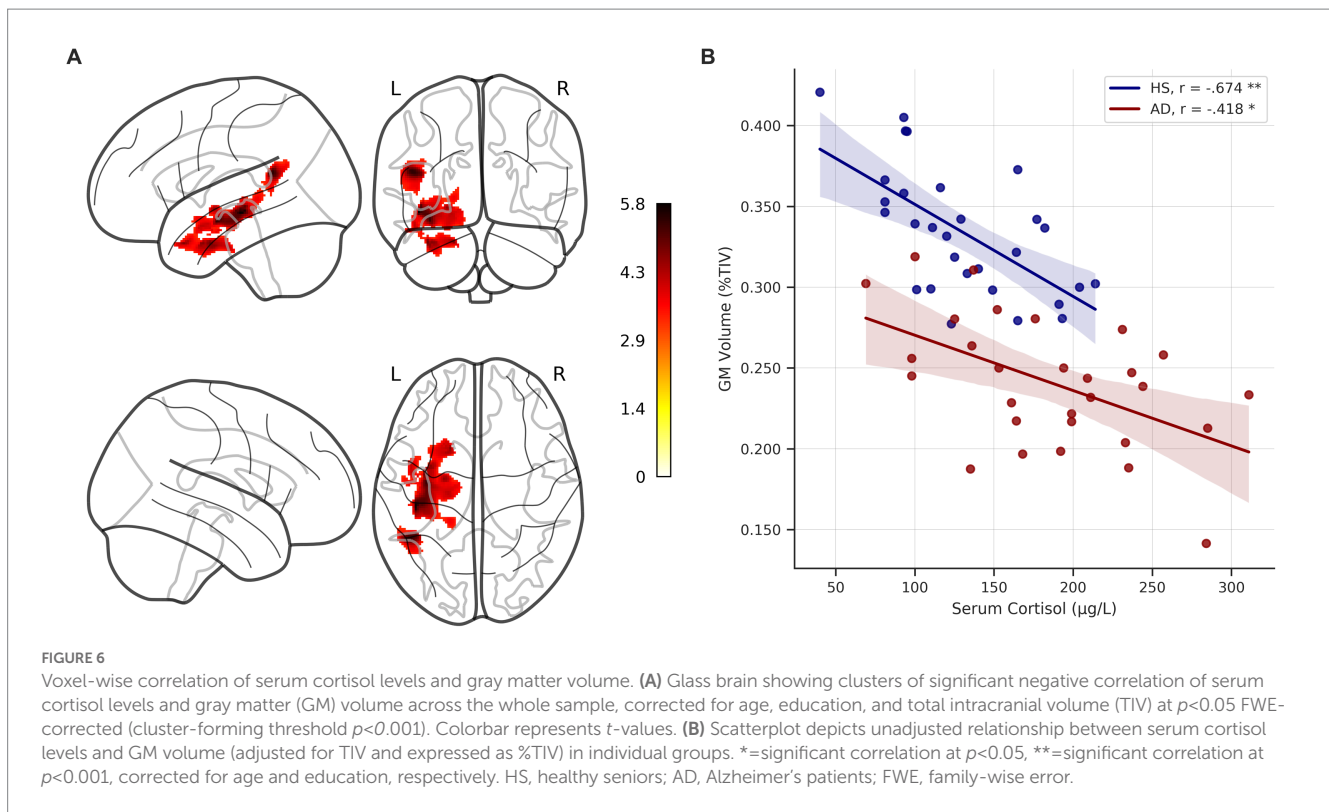 A
L
R
L
R
5.8
4.3
2.9
1.4
0
B
HS, r = -.674 **
AD, r = -.418 *
0.400
0.350
0.300
0.250
0.200
0.150
GM Volume (%TIV)
50 100 150 200 250 300
Serum Cortisol (µg/L)
FIGURE 6
Voxel-wise correlation of serum cortisol levels and gray matter volume. (A) Glass brain showing clusters of significant negative correlation of serum
cortisol levels and gray matter (GM) volume across the whole sample, corrected for age, education, and total intracranial volume (TIV) at p<0.05 FWE-
corrected (cluster-forming threshold p<0.001). Colorbar represents t-values. (B) Scatterplot depicts unadjusted relationship between serum cortisol
levels and GM volume (adjusted for TIV and expressed as %TIV) in individual groups. *=significant correlation at p<0.05, **=significant correlation at
p<0.001, corrected for age and education, respectively. HS, healthy seniors; AD, Alzheimer's patients; FWE, family-wise error.